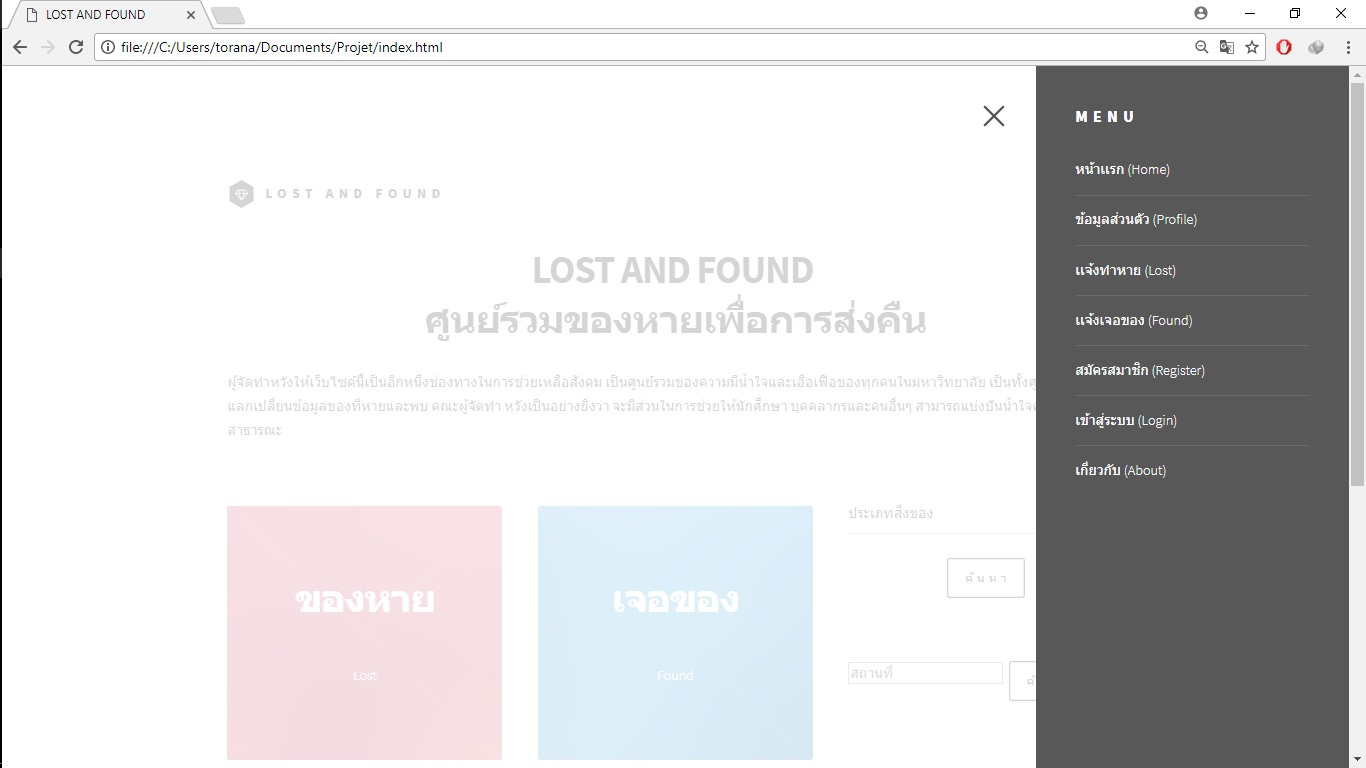 LOST AND FOUND
file:///C:/Users/torana/Documents/Projet/index.html
MENU
หน้าแรก (Home)
ข้อมูลส่วนตัว (Profile)
แจ้งทำหาย (Lost)
แจ้งเจอของ (Found)
สมัครสมาชิก (Register)
เข้าสู่ระบบ (Login)
เกี่ยวกับ (About)
LOST AND FOUND
LOST AND FOUND
ศูนย์รวมของหายเพื่อการส่งคืน
ผู้จัดทำหวังให้เว็บไซต์นี้เป็นอีกหนึ่งช่องทางในการช่วยเหลือสังคม เป็นศูนย์รวมของความมีน้ำใจและเอื้อเฟื้อของทุกคนในมหาวิทยาลัย เป็นทั้ง
แลกเปลี่ยนข้อมูลของที่หายและพบ คณะผู้จัดทำ หวังเป็นอย่างยิ่งว่า จะมีส่วนในการช่วยให้นักศึกษา บุคคลากรและคนอื่นๆ สามารถแบ่งปันน้ำใจ
สาธารณะ
ของหาย
Lost
เจอของ
Found
ประเภทสิ่งของ
ค้นหา
สถานที่